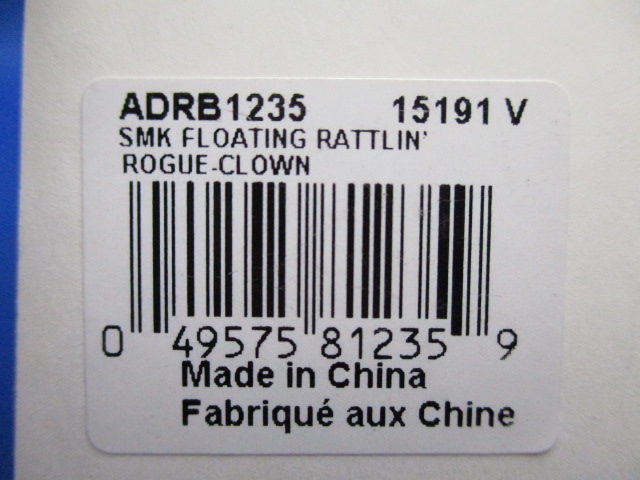 ADRB1235 15191 V
SMK FLOATING RATTLIN'
ROGUE-CLOWN
0 49575 81235 9
Made in China
Fabriqué aux Chine